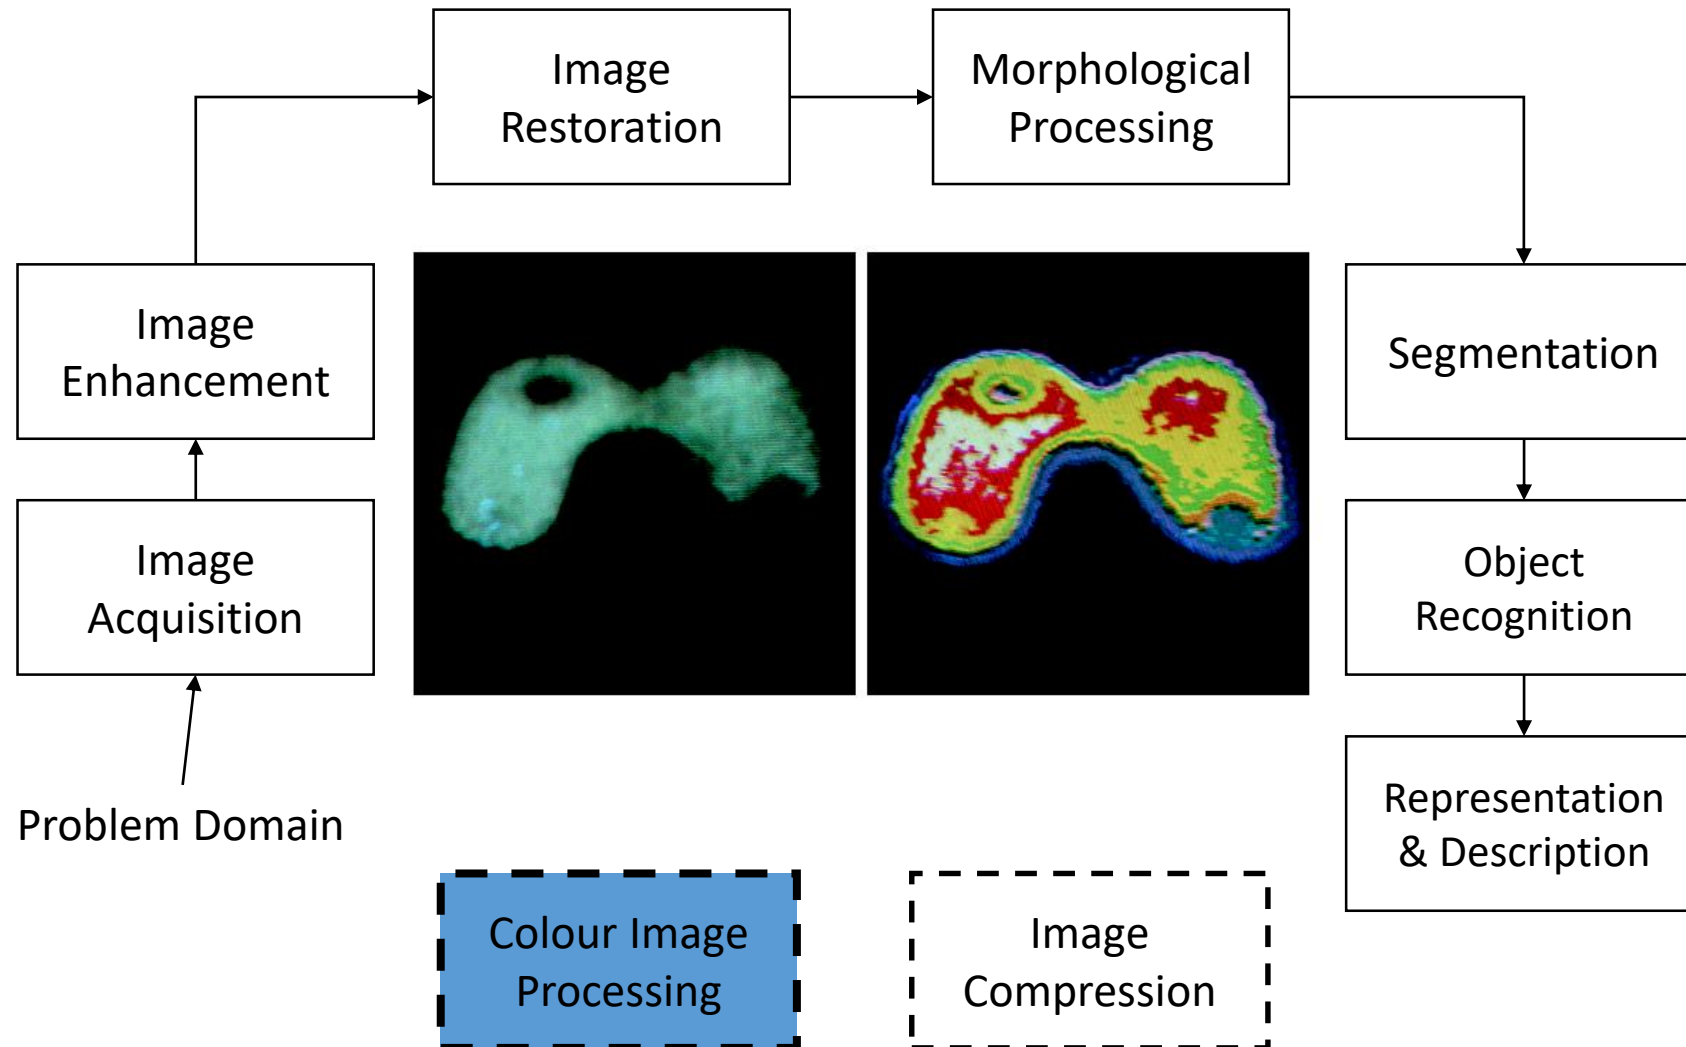 Image
Restoration
Morphological
Processing
Image
Enhancement
Segmentation
Image
Acquisition
Object
Recognition
Problem Domain
Representation
& Description
Colour Image
Processing
Image
Compression